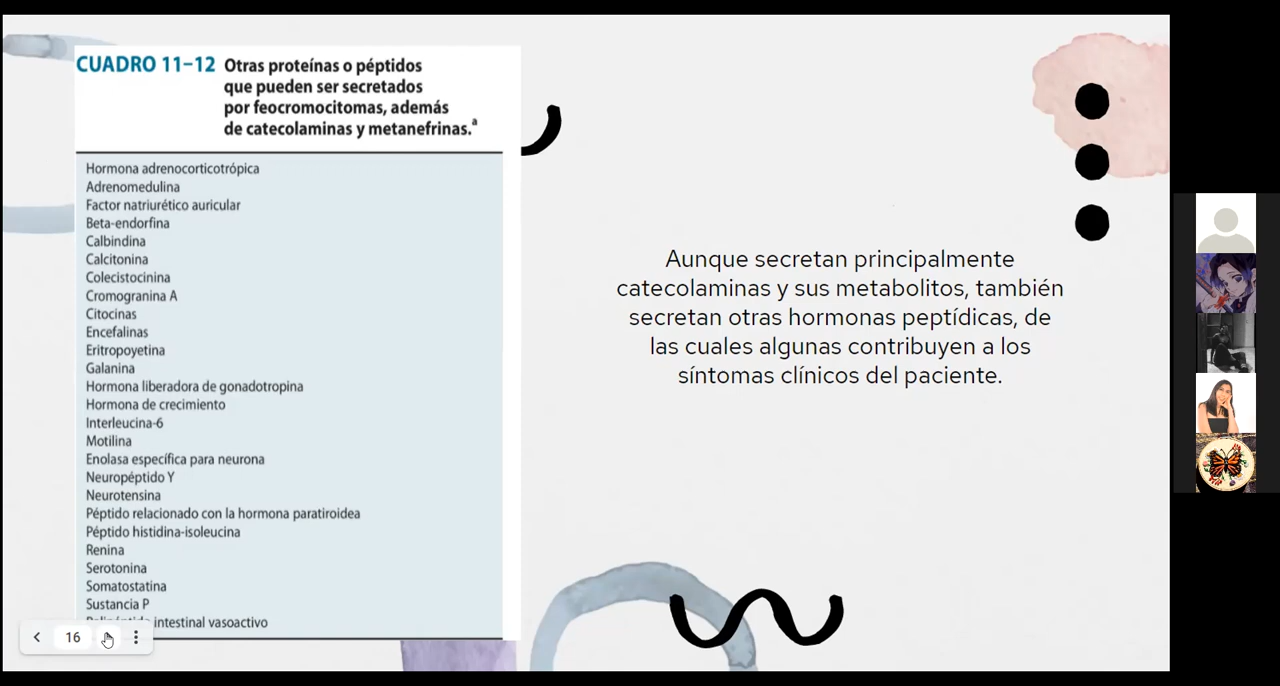 CUADRO 11–12 Otras proteínas o péptidos
que pueden ser secretados
por feocromocitomas, además
de catecolaminas y metanefrinas.a
Hormona adrenocorticotrópica
Adrenomedulina
Factor natriurético auricular
Beta-endorfina
Calbindina
Calcitonina
Colecistocinina
Cromogranina A
Citocinas
Encefalinas
Eritropoyetina
Galanina
Hormona liberadora de gonadotropina
Hormona de crecimiento
Interleucina-6
Motilina
Enolasa específica para neurona
Neuropéptido Y
Neurotensina
Péptido relacionado con la hormona paratiroidea
Péptido histidina-isoleucina
Renina
Serotonina
Somatostatina
Sustancia P
intestinal vasoactivo
Aunque secretan principalmente
catecolaminas y sus metabolitos, también
secretan otras hormonas peptídicas, de
las cuales algunas contribuyen a los
síntomas clínicos del paciente.
16